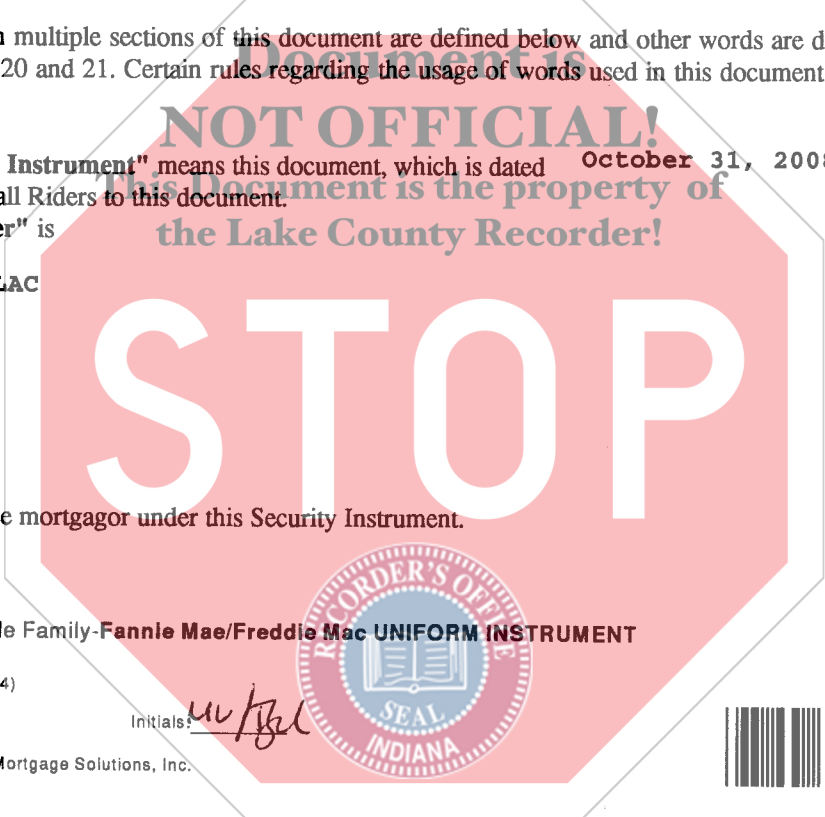 multiple sections of this document are defined below and other words are d
Document is
20 and 21. Certain rules regarding the usage of words used in this document
NOT OFFICIAL!
Instrument" means this document, which is dated October 31, 2008
This Document is the property of
all Riders to this document.
er" is
the Lake County Recorder!
LAC
STOP
e mortgagor under this Security Instrument.
RECORDER'S OFFICE
le Family-Fannie Mae/Freddie Mac UNIFORM INSTRUMENT
4)
SEAL
Initials:
INDIANA
Mortgage Solutions, Inc.